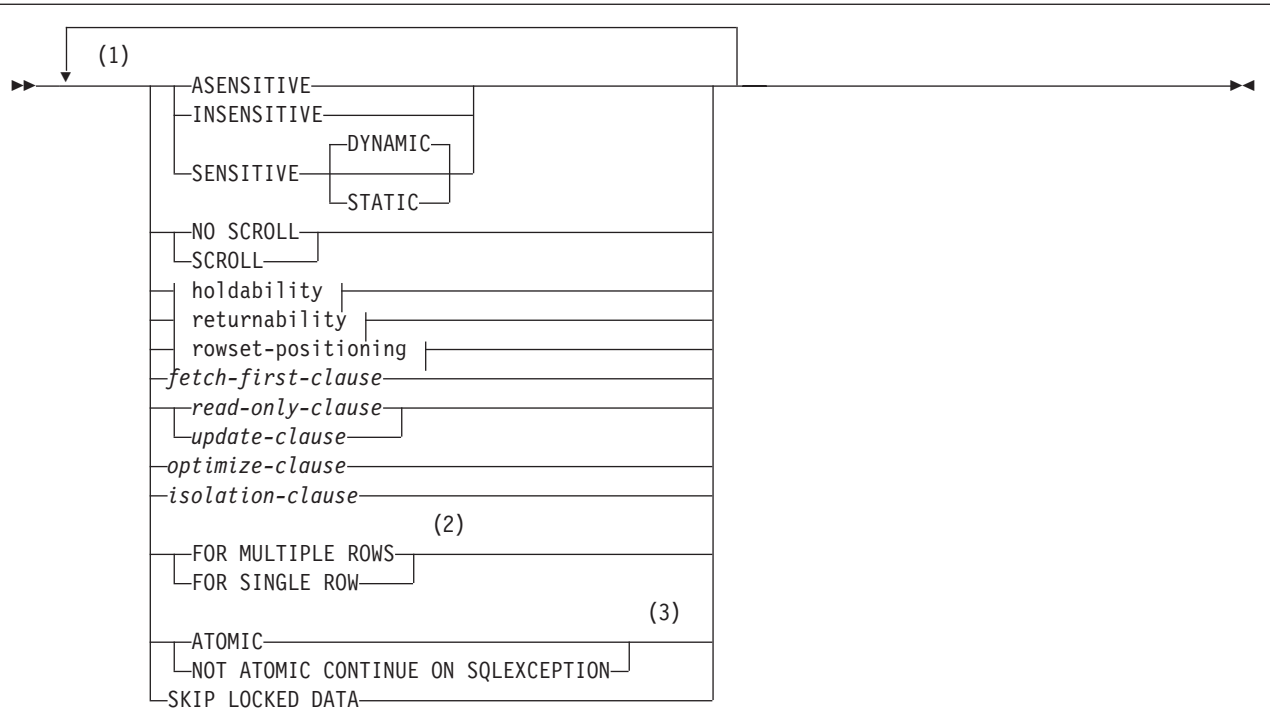 (1)
ASENSITIVE
INSENSITIVE
DYNAMIC
SENSITIVE
STATIC
NO SCROLL
SCROLL
holdability
returnability
rowset-positioning
fetch-first-clause
read-only-clause
update-clause
optimize-clause
isolation-clause
(2)
FOR MULTIPLE ROWS
FOR SINGLE ROW
(3)
ATOMIC
NOT ATOMIC CONTINUE ON SQLEXCEPTION
SKIP LOCKED DATA